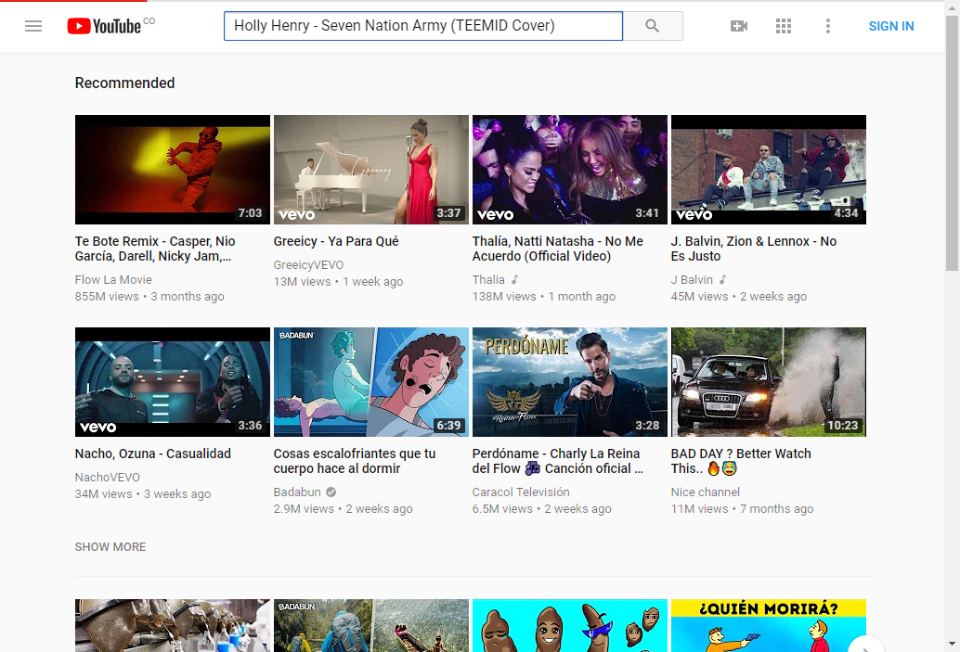 YouTube CO
Holly Henry - Seven Nation Army (TEEMID Cover)
SIGN IN
Recommended
7:03
vevo
Greeicy
3:37
vevo
3:41
vevo
4:34
Te Bote Remix - Casper, Nio
García, Darell, Nicky Jam,...
Flow La Movie
855M views • 3 months ago
Greeicy - Ya Para Qué
GreeicyVEVO
13M views • 1 week ago
Thalía, Natti Natasha - No Me
Acuerdo (Official Video)
Thalia
138M views • 1 month ago
J. Balvin, Zion & Lennox - No
Es Justo
J Balvin
45M views • 2 weeks ago
vevo
3:36
BADABUN
6:39
PERDÓNAME
3:28
10:23
Nacho, Ozuna - Casualidad
NachoVEVO
34M views • 3 weeks ago
Cosas escalofriantes que tu
cuerpo hace al dormir
Badabun
2.9M views • 2 weeks ago
Perdóname - Charly La Reina
del Flow Canción oficial ...
Caracol Televisión
6.5M views • 2 weeks ago
BAD DAY ? Better Watch
This..
Nice channel
11M views • 7 months ago
SHOW MORE
BADABUN
¿QUIÉN MORIRÁ?